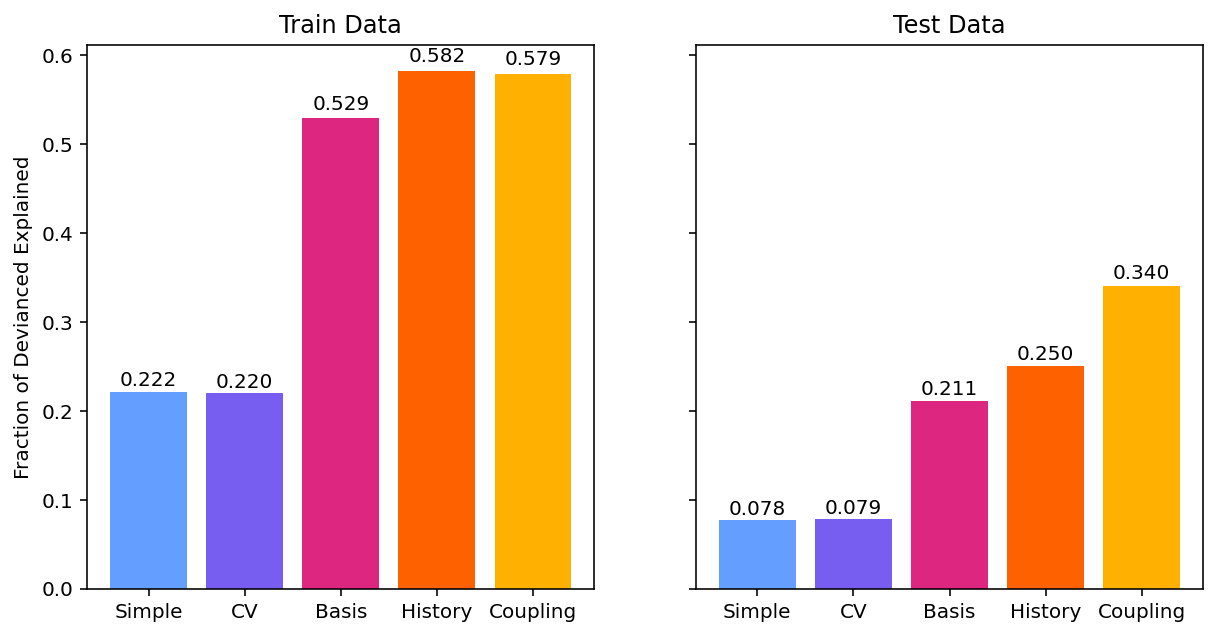 Train Data
Fraction of Devianced Explained
0.6
0.5
0.4
0.3
0.2
0.1
0.0
0.222
0.220
0.529
0.582
0.579
Simple
CV
Basis
History
Coupling
Test Data
0.078
0.079
0.211
0.250
0.340
Simple
CV
Basis
History
Coupling